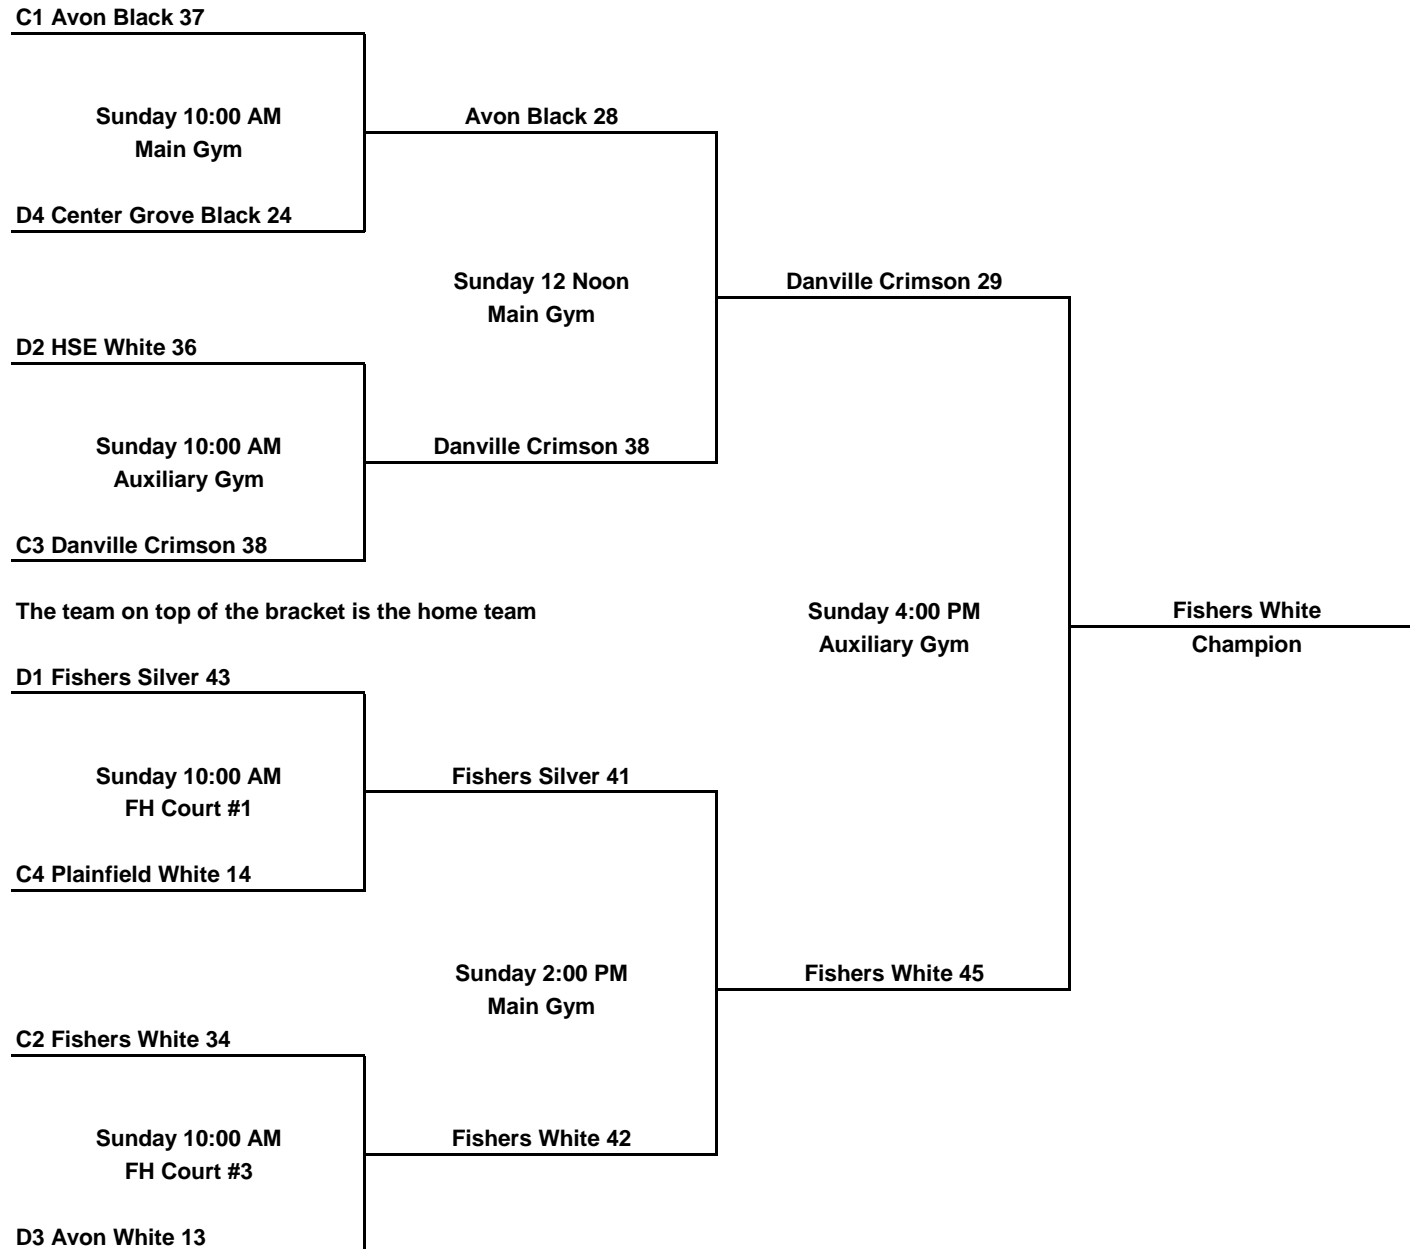 C1 Avon Black 37
Sunday 10:00 AM
Main Gym
Avon Black 28
D4 Center Grove Black 24
Sunday 12 Noon
Main Gym
Danville Crimson 29
D2 HSE White 36
Sunday 10:00 AM
Auxiliary Gym
Danville Crimson 38
C3 Danville Crimson 38
The team on top of the bracket is the home team
Sunday 4:00 PM
Auxiliary Gym
Fishers White
Champion
D1 Fishers Silver 43
Sunday 10:00 AM
FH Court #1
Fishers Silver 41
C4 Plainfield White 14
Sunday 2:00 PM
Main Gym
Fishers White 45
C2 Fishers White 34
Sunday 10:00 AM
FH Court #3
Fishers White 42
D3 Avon White 13